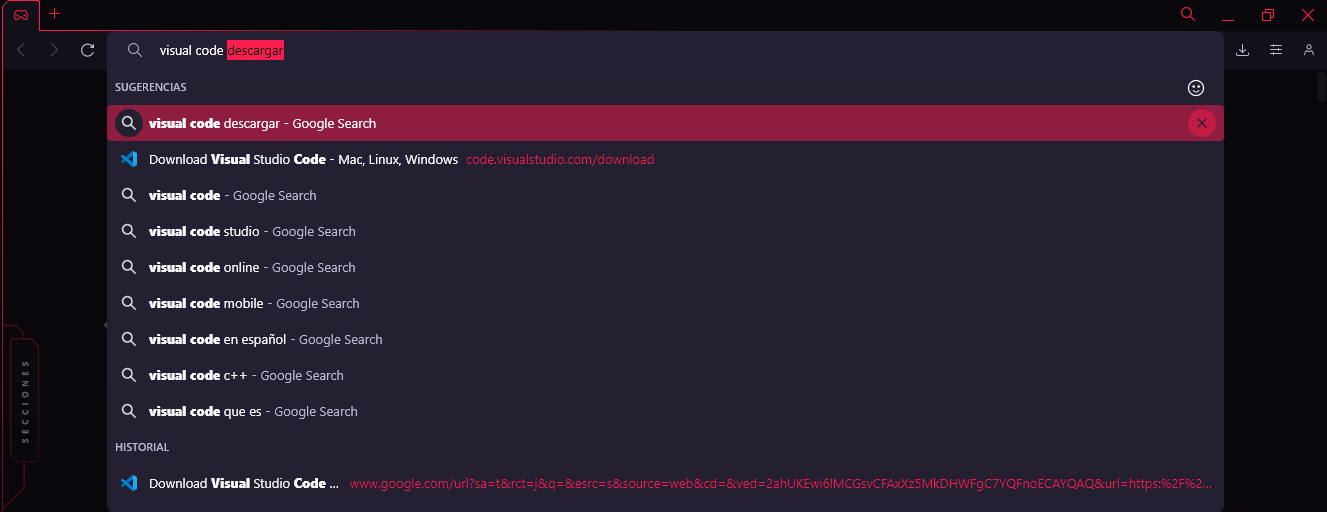 visual code descargar
SUGERENCIAS
visual code descargar - Google Search
Download Visual Studio Code - Mac, Linux, Windows code.visualstudio.com/download
visual code - Google Search
visual code studio - Google Search
visual code online - Google Search
visual code mobile - Google Search
visual code en español - Google Search
visual code c++ - Google Search
visual code que es - Google Search
SECCIONES
HISTORIAL
Download Visual Studio Code ... www.google.com/url?sa=t&rct=j&q=&esrc=s&source=web&cd=&ved=2ahUKEwi6lMCGsvCFAxXz5MkDHWFgC7YQFnoECAYQAQ&url=https:%2F%2...